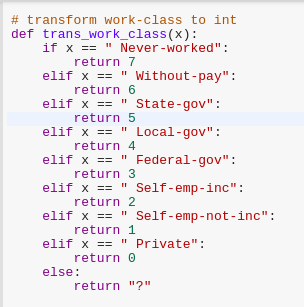 # transform work-class to int
def trans_work_class(x):
    if x == " Never-worked":
        return 7
    elif x == " Without-pay":
        return 6
    elif x == " State-gov":
        return 5
    elif x == " Local-gov":
        return 4
    elif x == " Federal-gov":
        return 3
    elif x == " Self-emp-inc":
        return 2
    elif x == " Self-emp-not-inc":
        return 1
    elif x == " Private":
        return 0
    else:
        return "?"